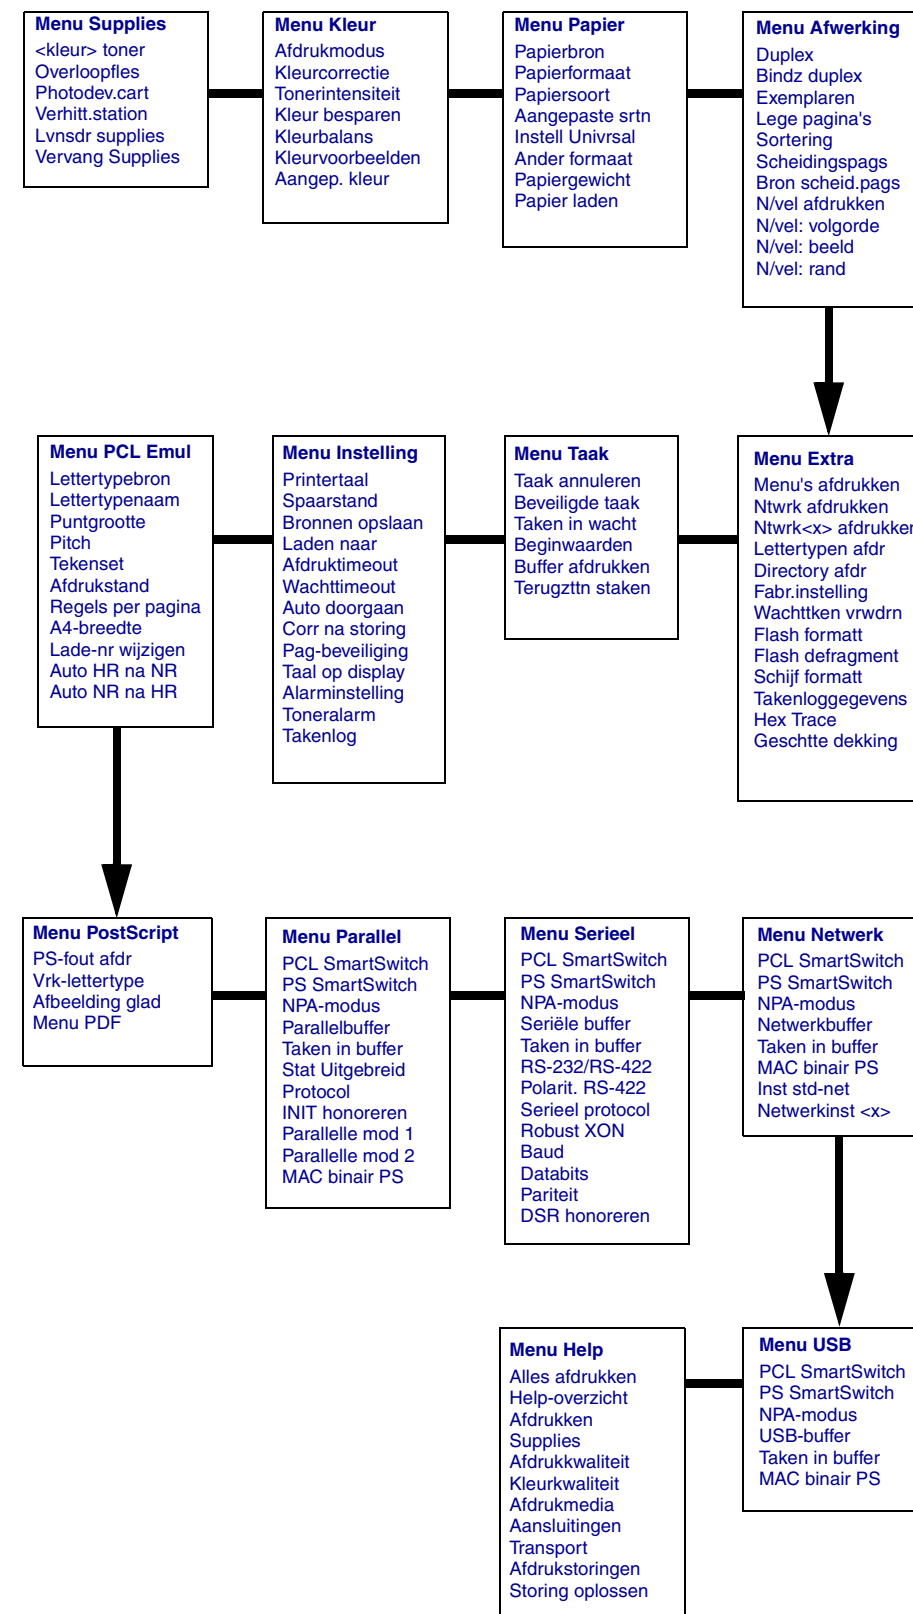 Menu Supplies
<kleur> toner
Overloopfles
Photodev.cart
Verhitt.station
Lvnsdr supplies
Vervang Supplies
Menu Kleur
Afdrukmodus
Kleurcorrectie
Tonerintensiteit
Kleur besparen
Kleurbalans
Kleurvoorbeelden
Aangep. kleur
Menu Papier
Papierbron
Papierformaat
Papiersoort
Aangepaste srtn
Instell Univrsal
Ander formaat
Papiergewicht
Papier laden
Menu Afwerking
Duplex
Bindz duplex
Exemplaren
Lege pagina's
Sortering
Scheidingspags
Bron scheid.pags
N/vel afdrukken
N/vel: volgorde
N/vel: beeld
N/vel: rand
Menu PCL Emul
Lettertypebron
Lettertypenaam
Puntgrootte
Pitch
Tekenset
Afdrukstand
Regels per pagina
A4-breedte
Lade-nr wijzigen
Auto HR na NR
Auto NR na HR
Menu Instelling
Printertaal
Spaarstand
Bronnen opslaan
Laden naar
Afdruktimeout
Wachttimeout
Auto doorgaan
Corr na storing
Pag-beveiliging
Taal op display
Alarminstelling
Toneralarm
Takenlog
Menu Taak
Taak annuleren
Beveiligde taak
Taken in wacht
Beginwaarden
Buffer afdrukken
Terugzttn staken
Menu Extra
Menu's afdrukken
Ntwrk afdrukken
Ntwrk<x> afdrukken
Lettertypen afdr
Directory afdr
Fabr.instelling
Wachttken vrwdrn
Flash formatt
Flash defragment
Schijf formatt
Takenloggegevens
Hex Trace
Geschtte dekking
Menu PostScript
PS-fout afdr
Vrk-lettertype
Afbeelding glad
Menu PDF
Menu Parallel
PCL SmartSwitch
PS SmartSwitch
NPA-modus
Parallelbuffer
Taken in buffer
Stat Uitgebreid
Protocol
INIT honoreren
Parallelle mod 1
Parallelle mod 2
MAC binair PS
Menu Serieel
PCL SmartSwitch
PS SmartSwitch
NPA-modus
Seriële buffer
Taken in buffer
RS-232/RS-422
Polarit. RS-422
Serieel protocol
Robust XON
Baud
Databits
Pariteit
DSR honoreren
Menu Netwerk
PCL SmartSwitch
PS SmartSwitch
NPA-modus
Netwerkbuffer
Taken in buffer
MAC binair PS
Inst std-net
Netwerkinst <x>
Menu Help
Alles afdrukken
Help-overzicht
Afdrukken
Supplies
Afdrukkwaliteit
Kleurkwaliteit
Afdrukmedia
Aansluitingen
Transport
Afdrukstoringen
Storing oplossen
Menu USB
PCL SmartSwitch
PS SmartSwitch
NPA-modus
USB-buffer
Taken in buffer
MAC binair PS